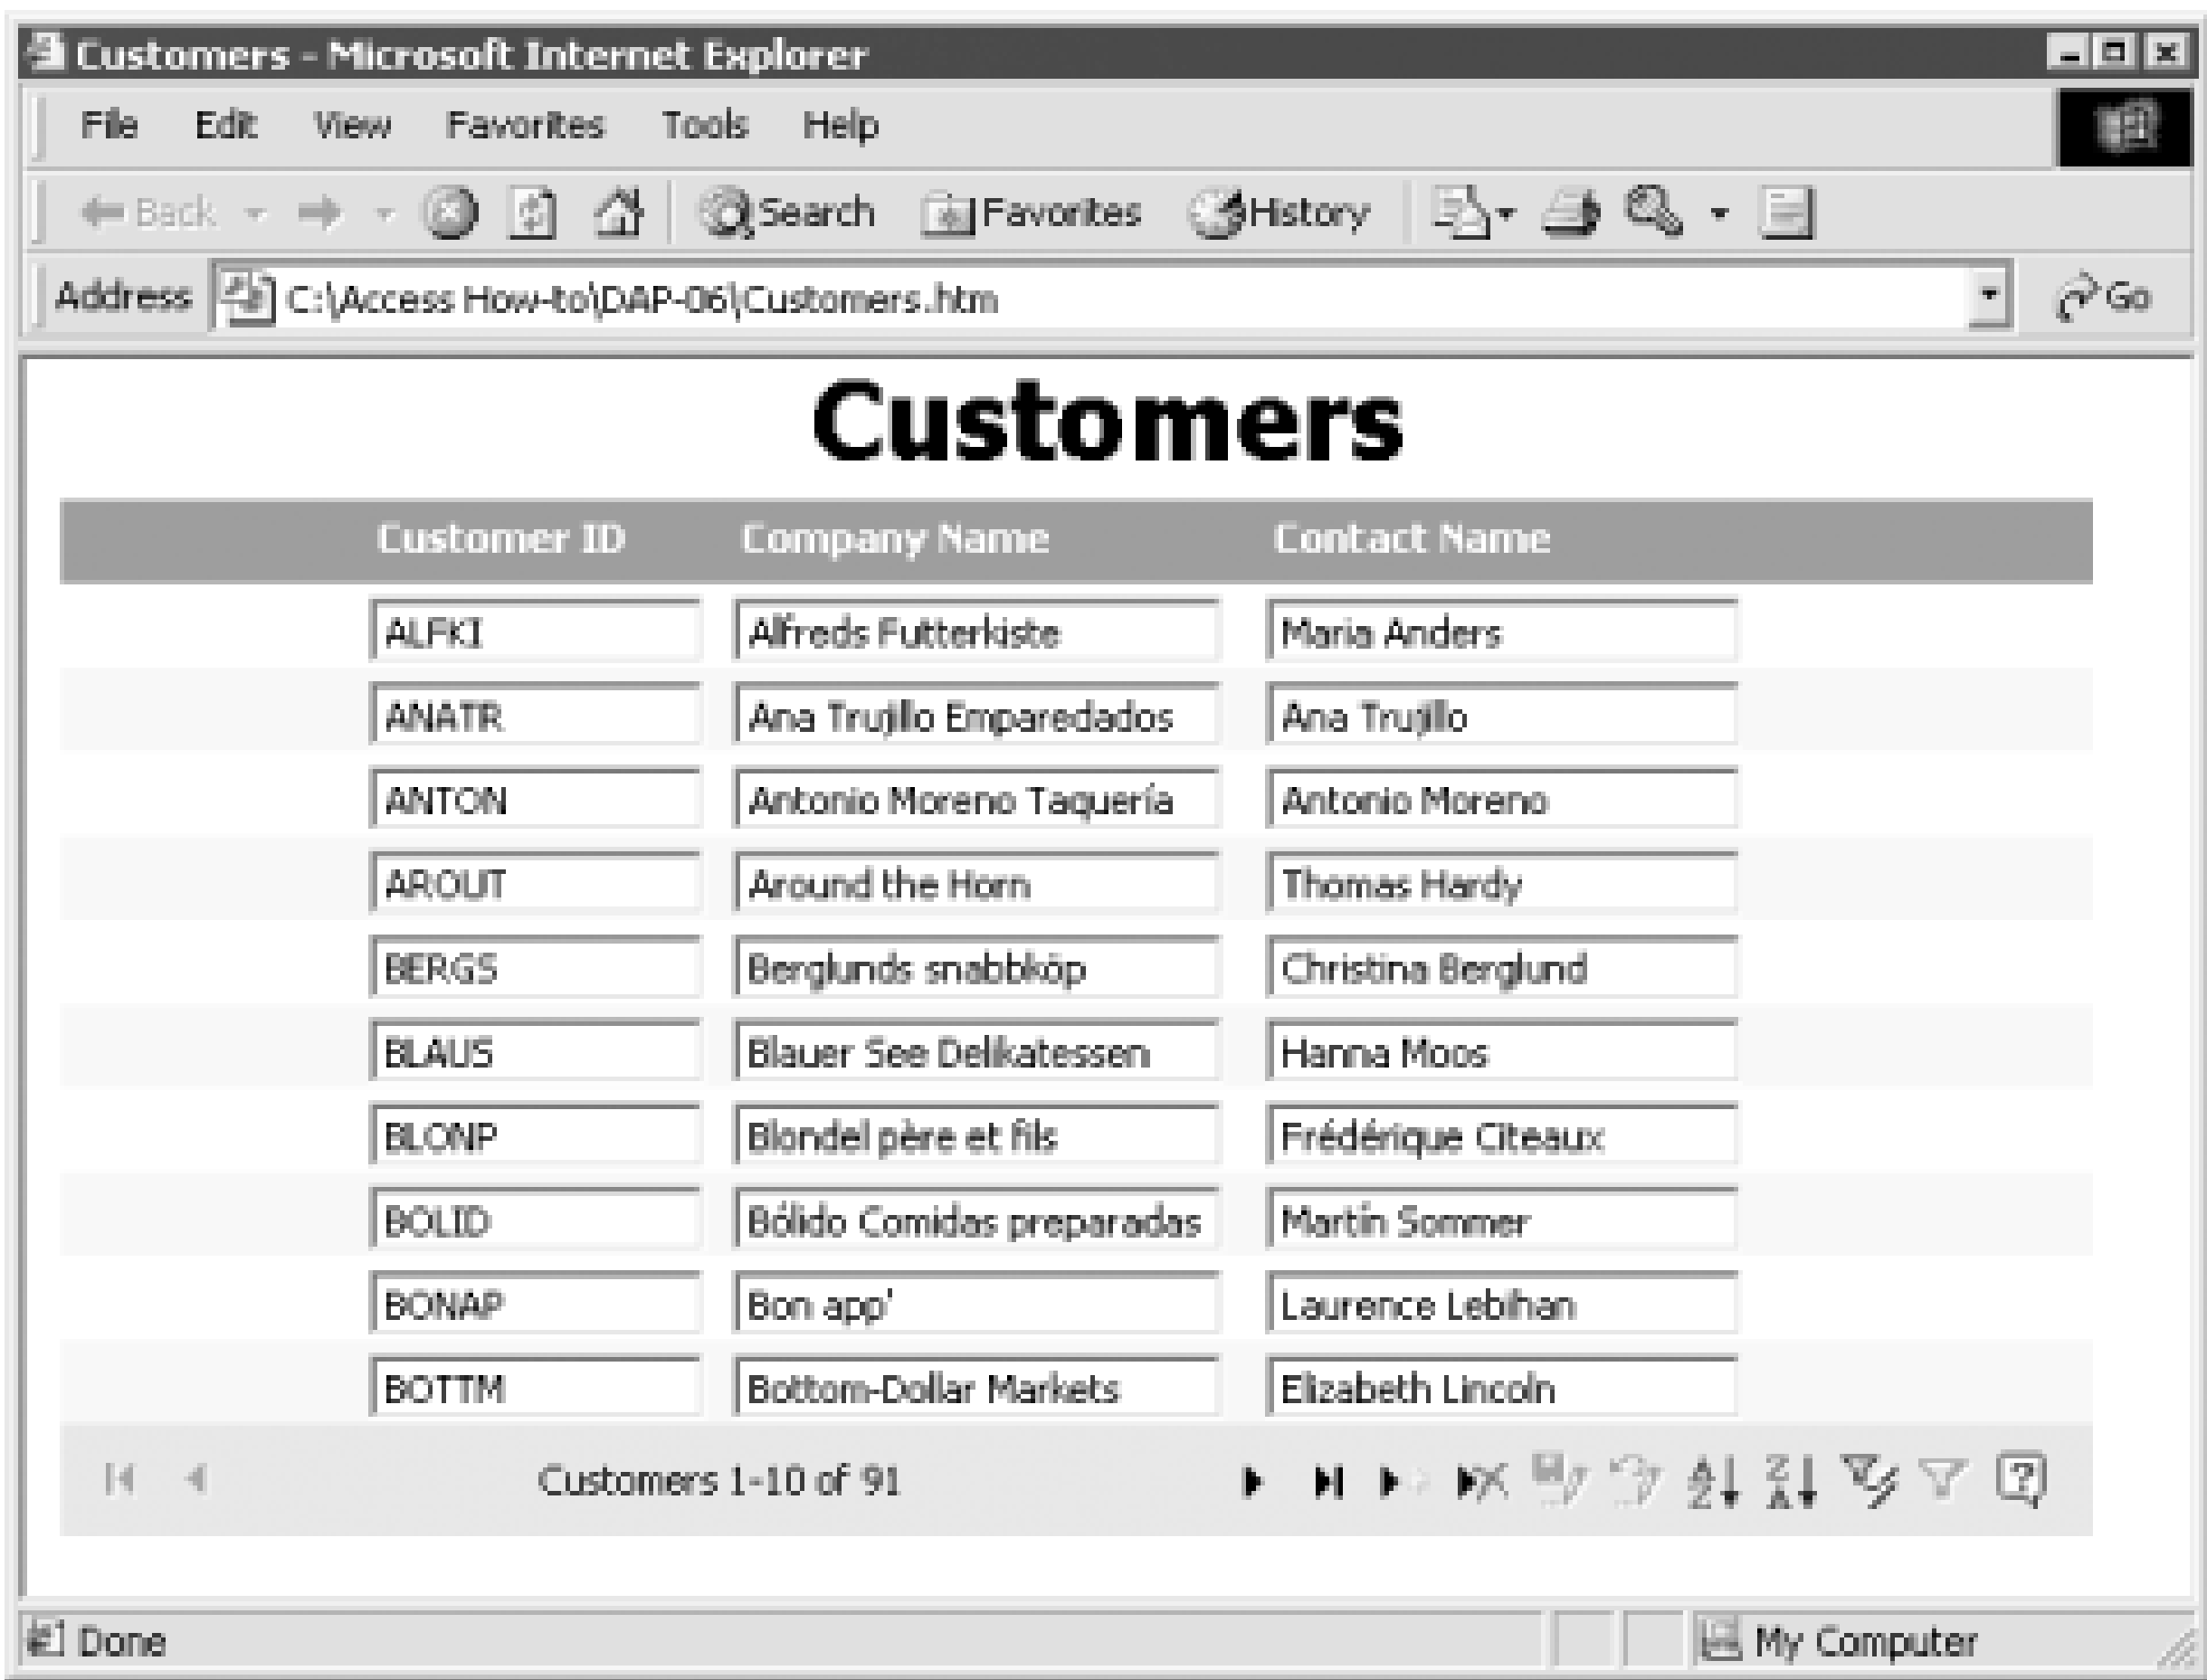 Customers - Microsoft Internet Explorer
File Edit View Favorites Tools Help
Back Search Favorites History
Address C:\Access How-to\DAP-06\Customers.htm Go
Customers
Customer ID Company Name Contact Name
ALFKI Alfreds Futterkiste Maria Anders
ANATR Ana Trujillo Emparedados Ana Trujillo
ANTON Antonio Moreno Taquería Antonio Moreno
AROUT Around the Horn Thomas Hardy
BERGS Berglunds snabbköp Christina Berglund
BLAUS Blauer See Delikatessen Hanna Moos
BLONP Blondel père et fils Frédérique Citeaux
BOLID Bólido Comidas preparadas Martín Sommer
BONAP Bon app' Laurence Lebihan
BOTTM Bottom-Dollar Markets Elizabeth Lincoln
Customers 1-10 of 91
Done My Computer